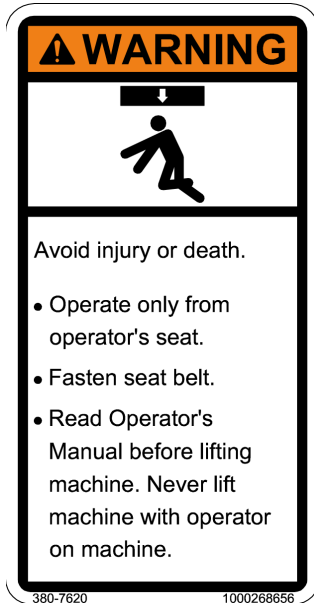 WARNING
Avoid injury or death.
• Operate only from
operator's seat.
• Fasten seat belt.
• Read Operator's
Manual before lifting
machine. Never lift
machine with operator
on machine.
380-7620 1000268656